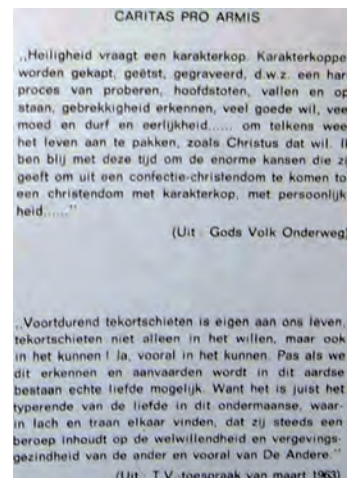 CARITAS PRO ARMIS
„Heiligheid vraagt een karakterkop. Karakterkoppe
worden gekapt, geëtst, gegraveerd, d.w.z. een har
proces van proberen, hoofdstoten, vallen en op
staan, gebrekkigheid erkennen, veel goede wil, vee
moed en durf en eerlijkheid...... om telkens wee
het leven aan te pakken, zoals Christus dat wil. I
ben blij met deze tijd om de enorme kansen die zi
geeft om uit een confectie-christendom te komen to
een christendom met karakterkop, met persoonlijk
heid......"
(Uit : Gods Volk Onderweg)
„Voortdurend tekortschieten is eigen aan ons leven,
tekortschieten niet alleen in het willen, maar ook
in het kunnen ! Ja, vooral in het kunnen. Pas als we
dit erkennen en aanvaarden wordt in dit aardse
bestaan echte liefde mogelijk. Want het is juist het
typerende van de liefde in dit ondermaanse, waar-
in lach en traan elkaar vinden, dat zij steeds een
beroep inhoudt op de welwillendheid en vergevings-
gezindheid van de ander en vooral van De Andere."
(Uit : T.V.-toespraak van maart 1963)